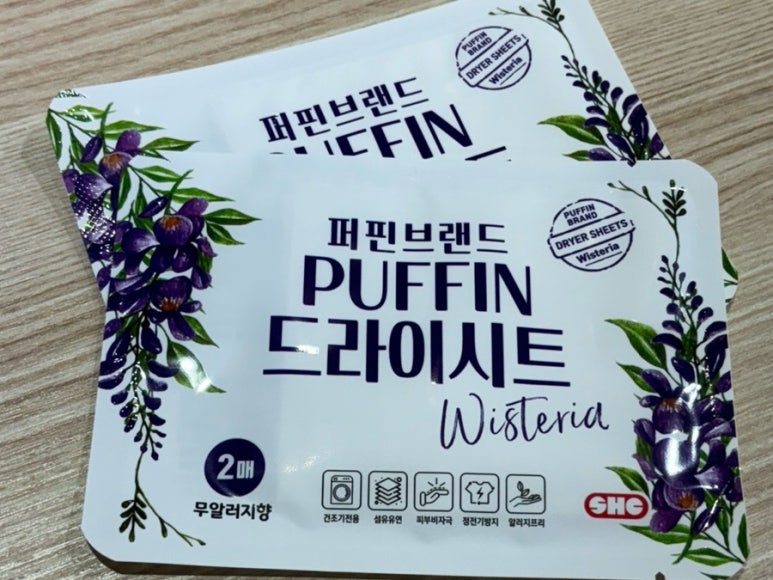 PUFFIN
BRAND
DRYER SHEETS
Wisteria
퍼핀브랜드
PUFFIN
퍼핀브랜드
PUFFIN
드라이시트
Wisteria
PUFFIN
BRAND
DRYER SHEETS
Wisteria
2매
무알러지향
건조기전용
섬유유연
피부비자극
정전기방지
알러지프리
SHC